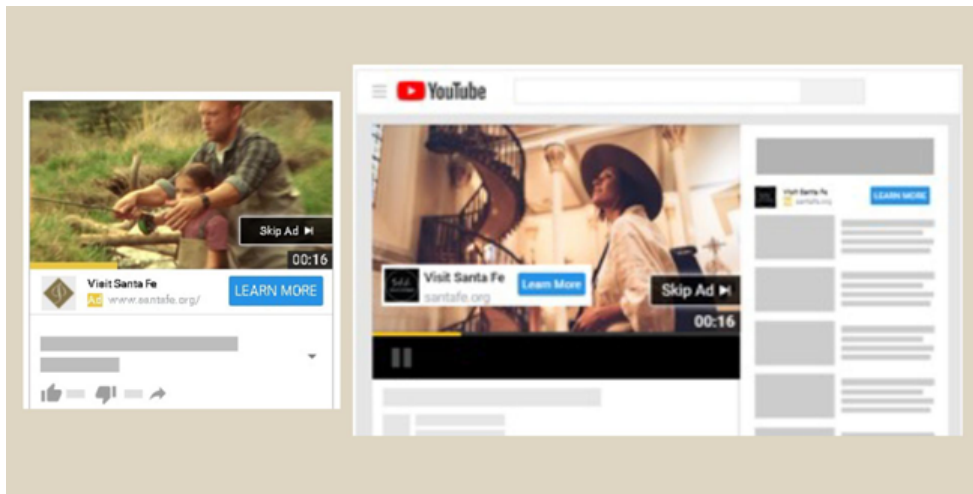 Skip Ad
00:16
Visit Santa Fe
Ad www.santafe.org/
LEARN MORE
YouTube
Visit Santa Fe
santafe.org
Learn More
Skip Ad
00:16
Visit Santa Fe
santafe.org
LEARN MORE